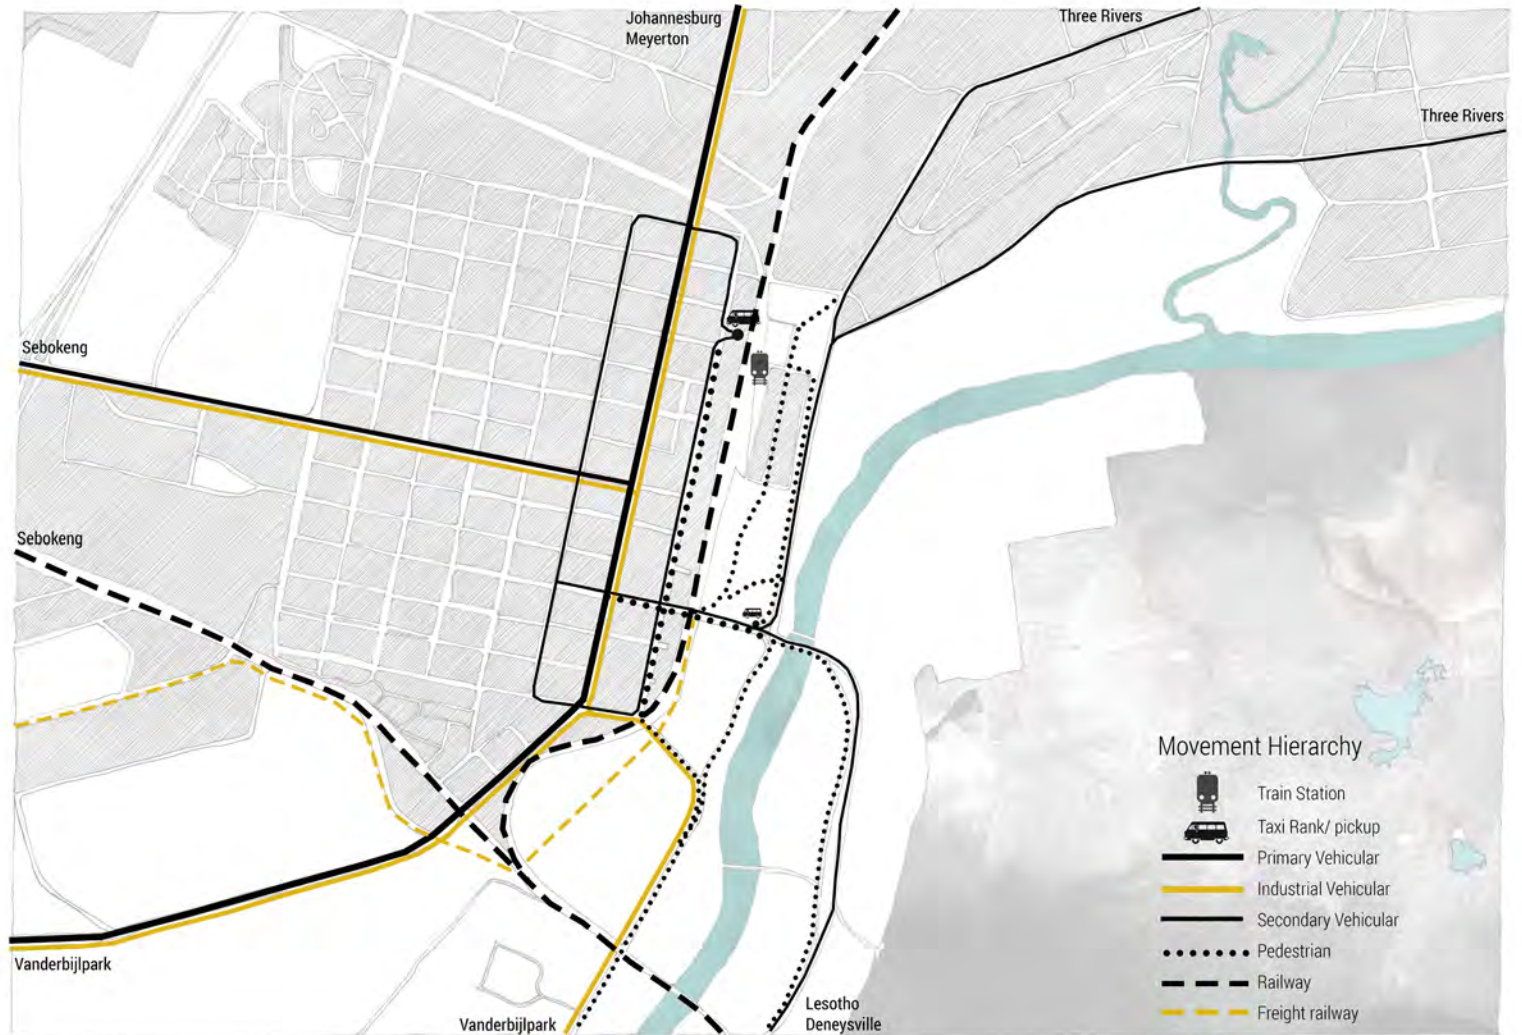 Johannesburg
Meyerton
Three Rivers
Three Rivers
Sebokeng
Sebokeng
Movement Hierarchy
Train Station
Taxi Rank/ pickup
Primary Vehicular
Industrial Vehicular
Secondary Vehicular
Pedestrian
Railway
Freight railway
Vanderbijlpark
Vanderbijlpark
Lesotho
Deneysville